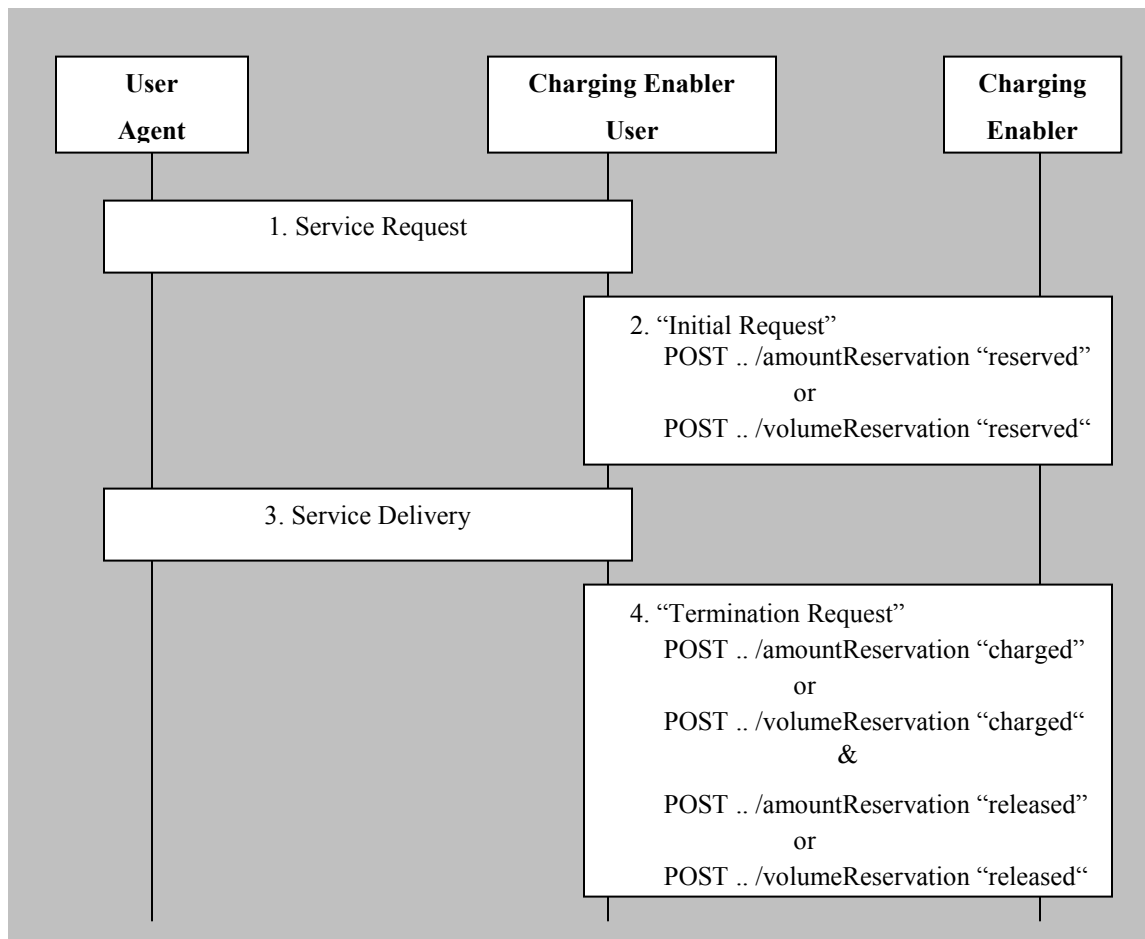 User
Agent
Charging Enabler
User
Charging
Enabler
1. Service Request
2. “Initial Request”
POST .. /amountReservation “reserved”
or
POST .. /volumeReservation “reserved“
3. Service Delivery
4. “Termination Request”
POST .. /amountReservation “charged”
or
POST .. /volumeReservation “charged“
&
POST .. /amountReservation “released”
or
POST .. /volumeReservation “released“